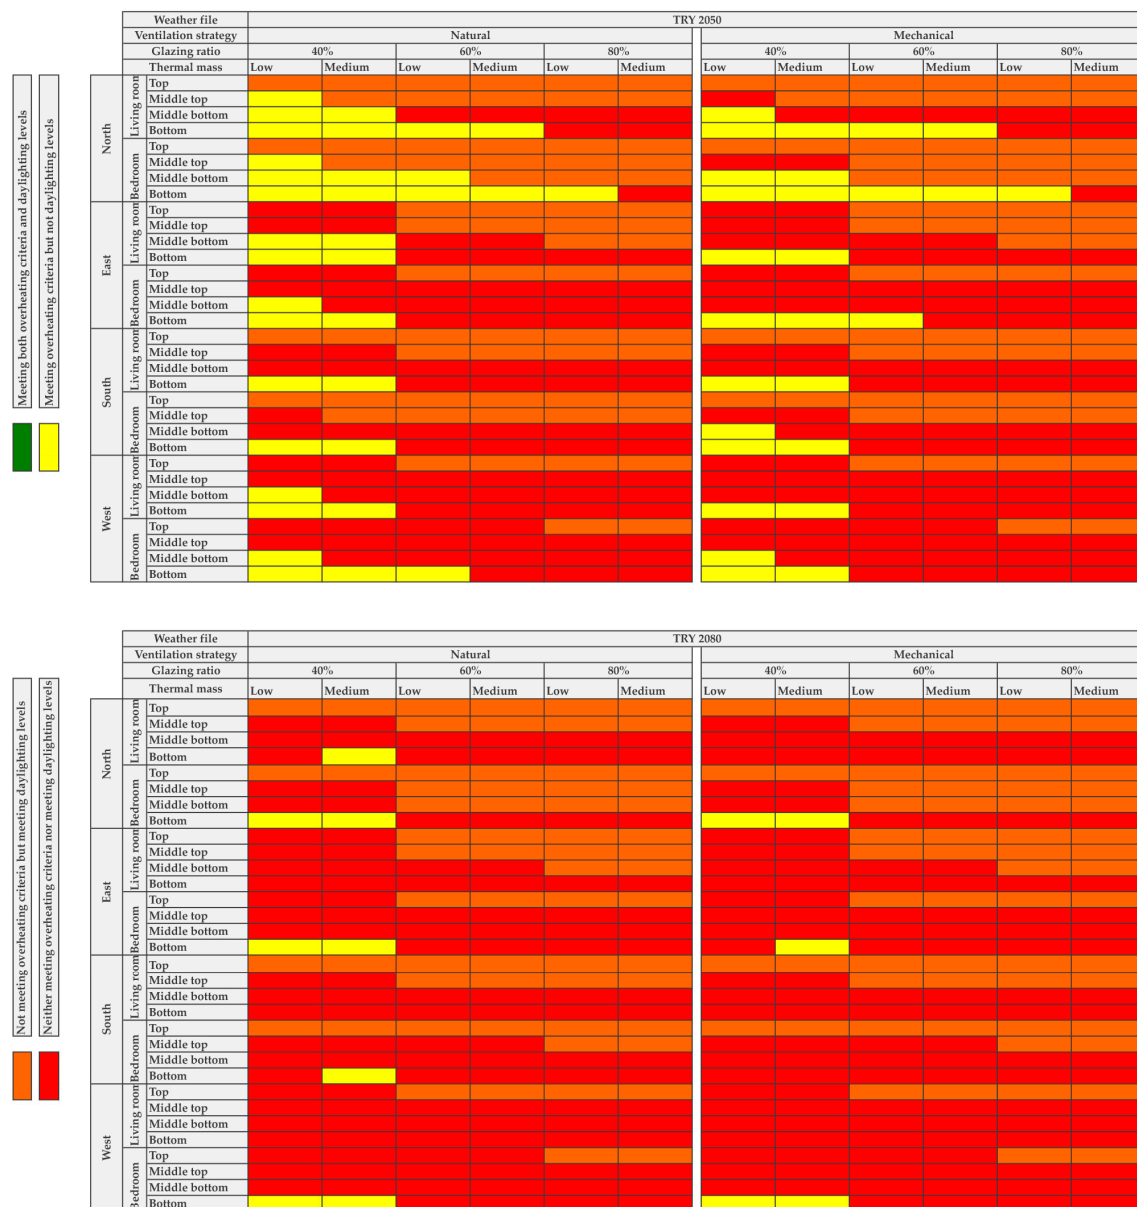 Meeting both overheating criteria and daylighting levels
Meeting overheating criteria but not daylighting levels
Weather file TRY 2050
Ventilation strategy Natural Mechanical
Glazing ratio 40% 60% 80% 40% 60% 80%
Thermal mass Low Medium Low Medium Low Medium Low Medium Low Medium Low Medium
North
Living room
Top
Middle top
Middle bottom
Bottom
Bedroom
Top
Middle top
Middle bottom
Bottom
East
Living room
Top
Middle top
Middle bottom
Bottom
Bedroom
Top
Middle top
Middle bottom
Bottom
South
Living room
Top
Middle top
Middle bottom
Bottom
Bedroom
Top
Middle top
Middle bottom
Bottom
West
Living room
Top
Middle top
Middle bottom
Bottom
Bedroom
Top
Middle top
Middle bottom
Bottom
Not meeting overheating criteria but meeting daylighting levels
Neither meeting overheating criteria nor meeting daylighting levels
Weather file TRY 2080
Ventilation strategy Natural Mechanical
Glazing ratio 40% 60% 80% 40% 60% 80%
Thermal mass Low Medium Low Medium Low Medium Low Medium Low Medium Low Medium
North
Living room
Top
Middle top
Middle bottom
Bottom
Bedroom
Top
Middle top
Middle bottom
Bottom
East
Living room
Top
Middle top
Middle bottom
Bottom
Bedroom
Top
Middle top
Middle bottom
Bottom
South
Living room
Top
Middle top
Middle bottom
Bottom
Bedroom
Top
Middle top
Middle bottom
Bottom
West
Living room
Top
Middle top
Middle bottom
Bottom
Bedroom
Top
Middle top
Middle bottom
Bottom